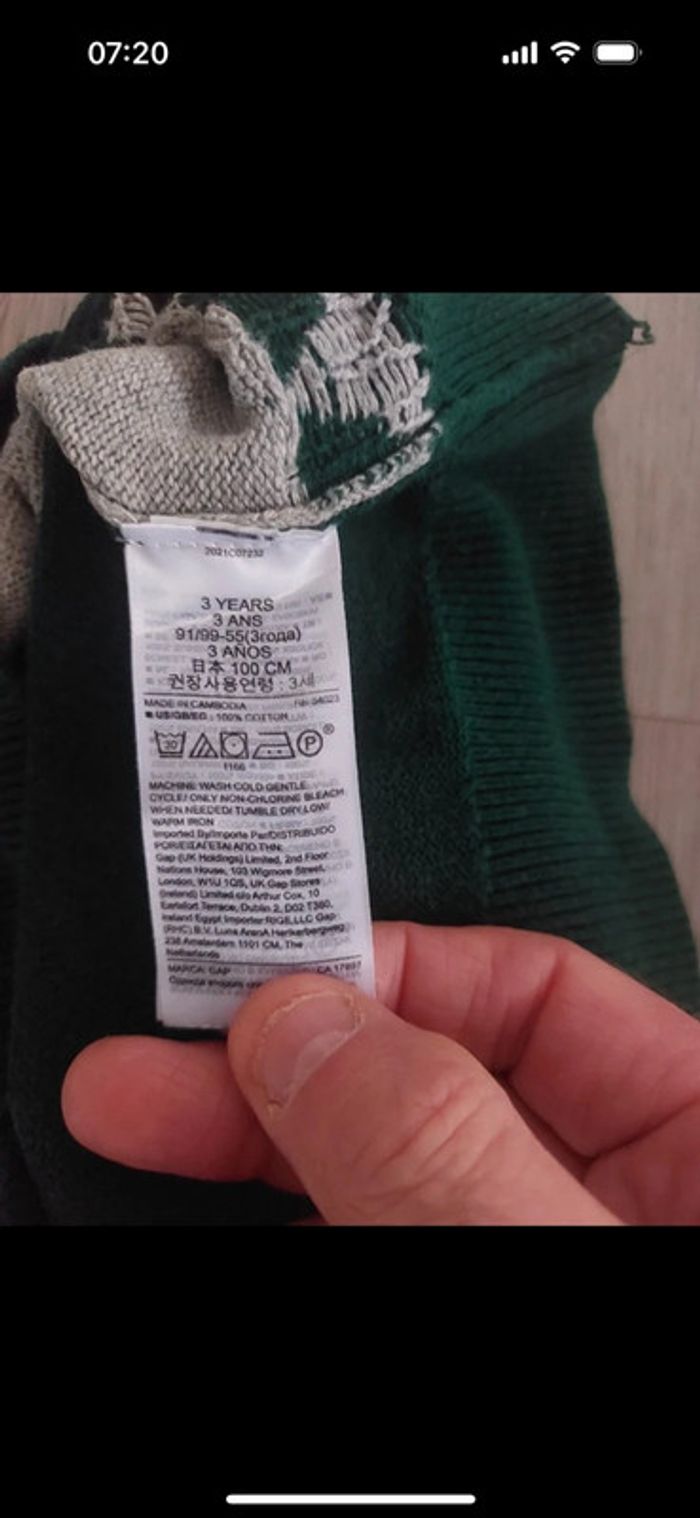 07:20
2021C07232
3 YEARS
3 ANS
91/99-55(3года)
3 AÑOS
日本 100 CM
권장사용연령 : 3세
MADE IN CAMBODIA
■ US/GB/EG : 100% COTTON
30
P
®
F166
MACHINE WASH COLD GENTLE
CYCLE/ ONLY NON-CHLORINE BLEACH
WHEN NEEDED/ TUMBLE DRY LOW/
WARM IRON
Imported By/Importe Par/DISTRIBUIDO
Gap (UK Holdings) Limited, 2nd Floor
Nations House, 103 Wigmore Street,
London, W1U 1QS, UK Gap Stores
(Ireland) Limited c/o Arthur Cox, 10
Earlsfort Terrace, Dublin 2, D02 T380,
Ireland Egypt Importer RIGE,LLC Gap
(RHC) B.V. Luna ArenA Herikerbergweg
238 Amsterdam 1101 CM, The
Netherlands
MARCA: GAP CA 17897